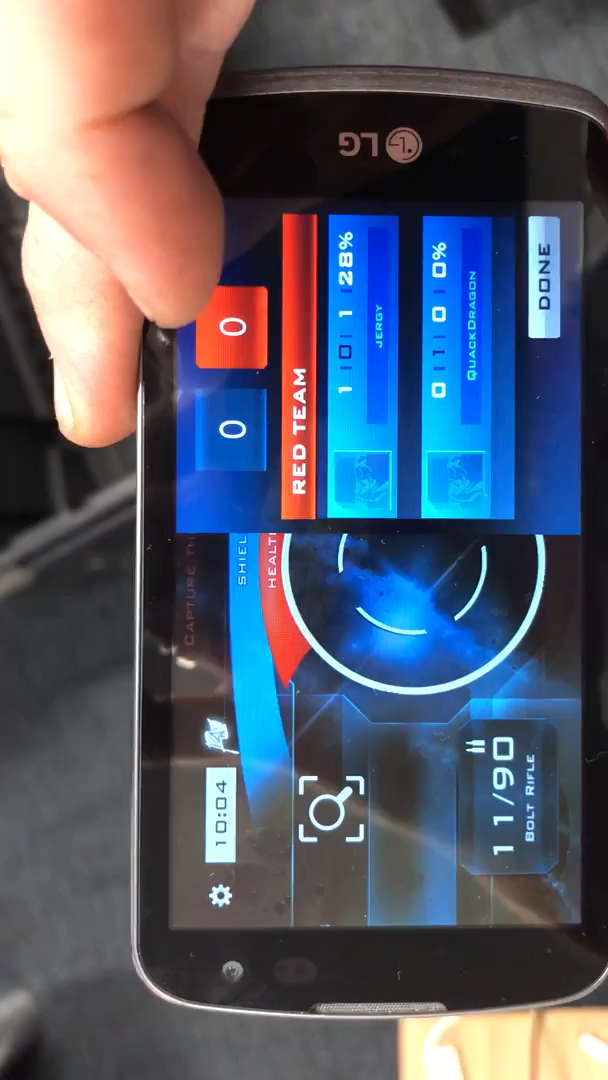 LG
10:04
CAPTURE TH
SHIEL
HEALT
11/90
BOLT RIFLE
0
0
RED TEAM
1 | 0 | 1 | 28%
JERGY
0 | 1 | 0 | 0%
QUACKDRAGON
DONE